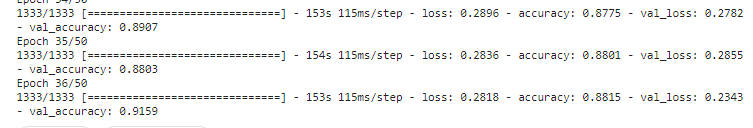 Epoch 34/50
1333/1333 [==============================] - 153s 115ms/step - loss: 0.2896 - accuracy: 0.8775 - val_loss: 0.2782
- val_accuracy: 0.8907
Epoch 35/50
1333/1333 [==============================] - 154s 115ms/step - loss: 0.2836 - accuracy: 0.8801 - val_loss: 0.2855
- val_accuracy: 0.8803
Epoch 36/50
1333/1333 [==============================] - 153s 115ms/step - loss: 0.2818 - accuracy: 0.8815 - val_loss: 0.2343
- val_accuracy: 0.9159